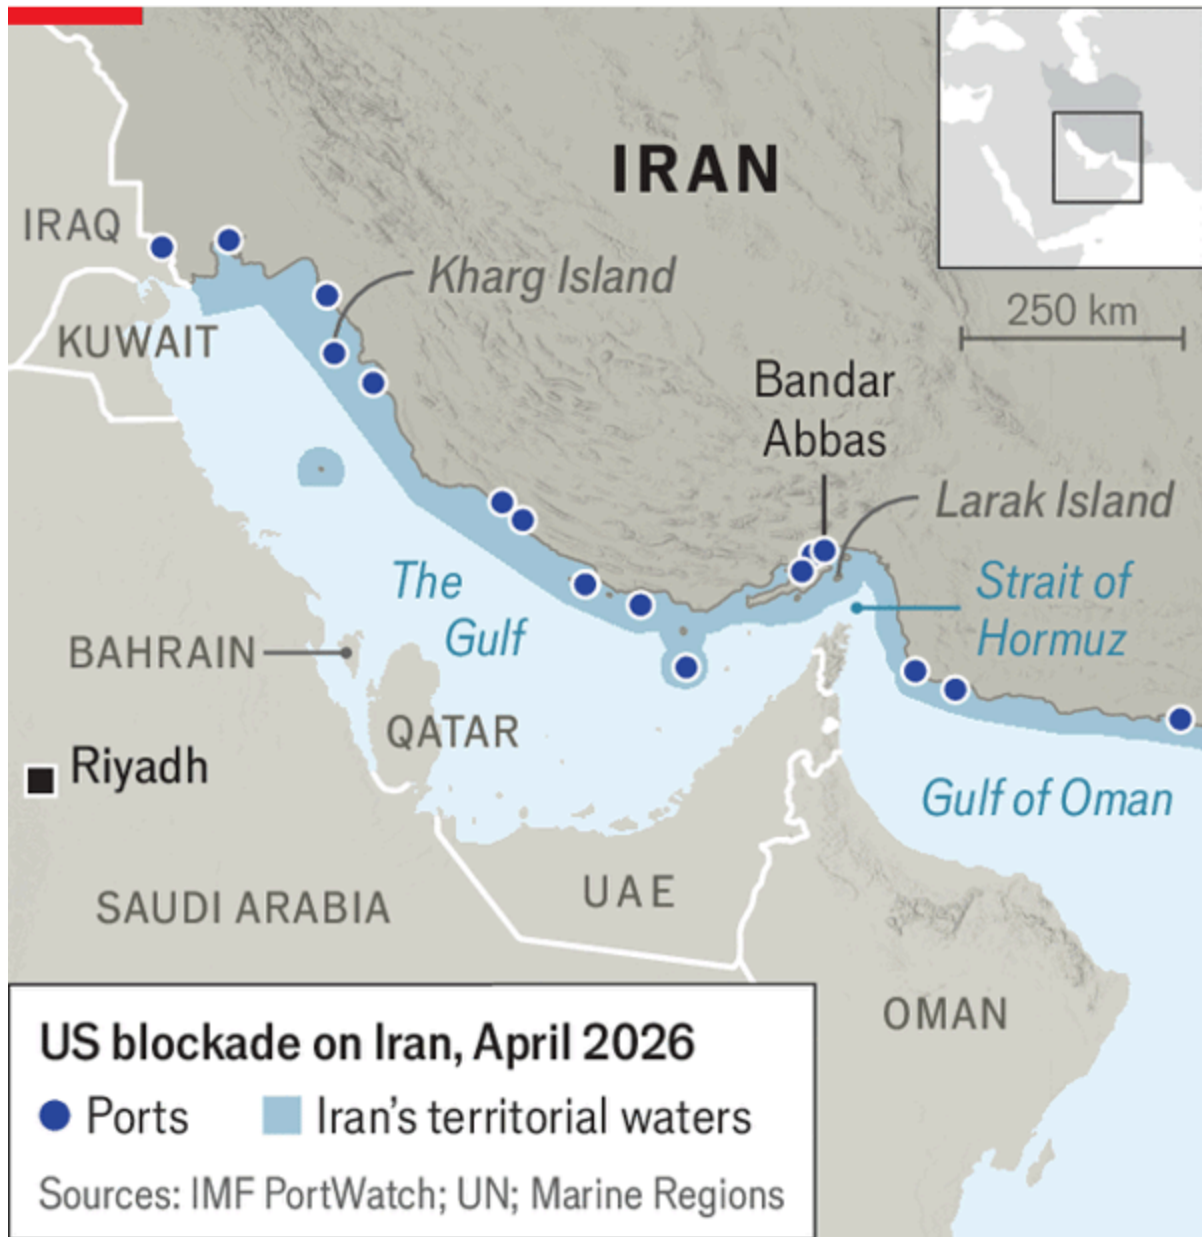 IRAN
IRAQ
Kharg Island
250 km
KUWAIT
Bandar
Abbas
Larak Island
The
Gulf
Strait of
Hormuz
BAHRAIN
QATAR
Riyadh
Gulf of Oman
SAUDI ARABIA
UAE
OMAN
US blockade on Iran, April 2026
Ports
Iran’s territorial waters
Sources: IMF PortWatch; UN; Marine Regions